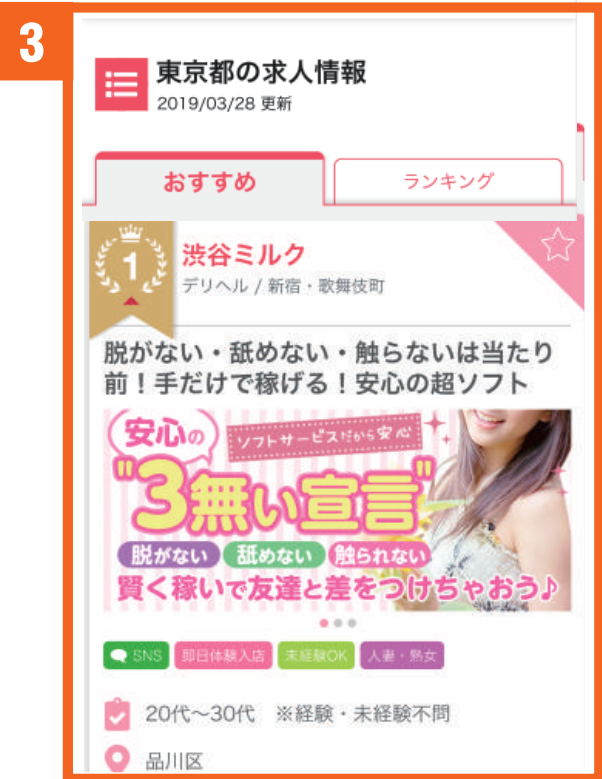 3
東京都の求人情報
2019/03/28 更新
おすすめ
ランキング
1
渋谷ミルク
デリヘル / 新宿・歌舞伎町
脱がない・舐めない・触らないは当たり
前！手だけで稼げる！安心の超ソフト
安心の
ソフトサービスだから安心
"3無い宣言"
脱がない 舐めない 触られない
賢く稼いで友達と差をつけちゃおう♪
SNS 即日体験入店 未経験OK 人妻・熟女
20代〜30代 ※経験・未経験不問
品川区